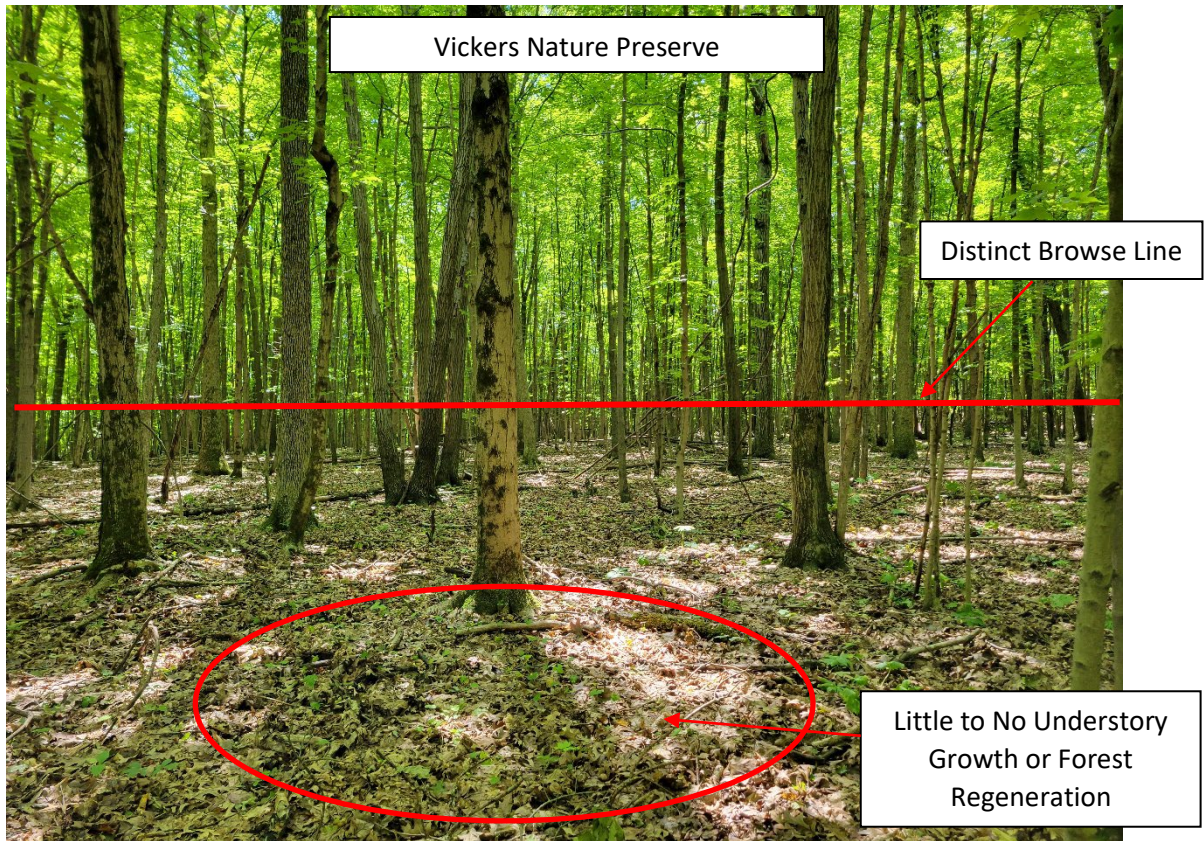 Vickers Nature Preserve
Distinct Browse Line
Little to No Understory
Growth or Forest
Regeneration